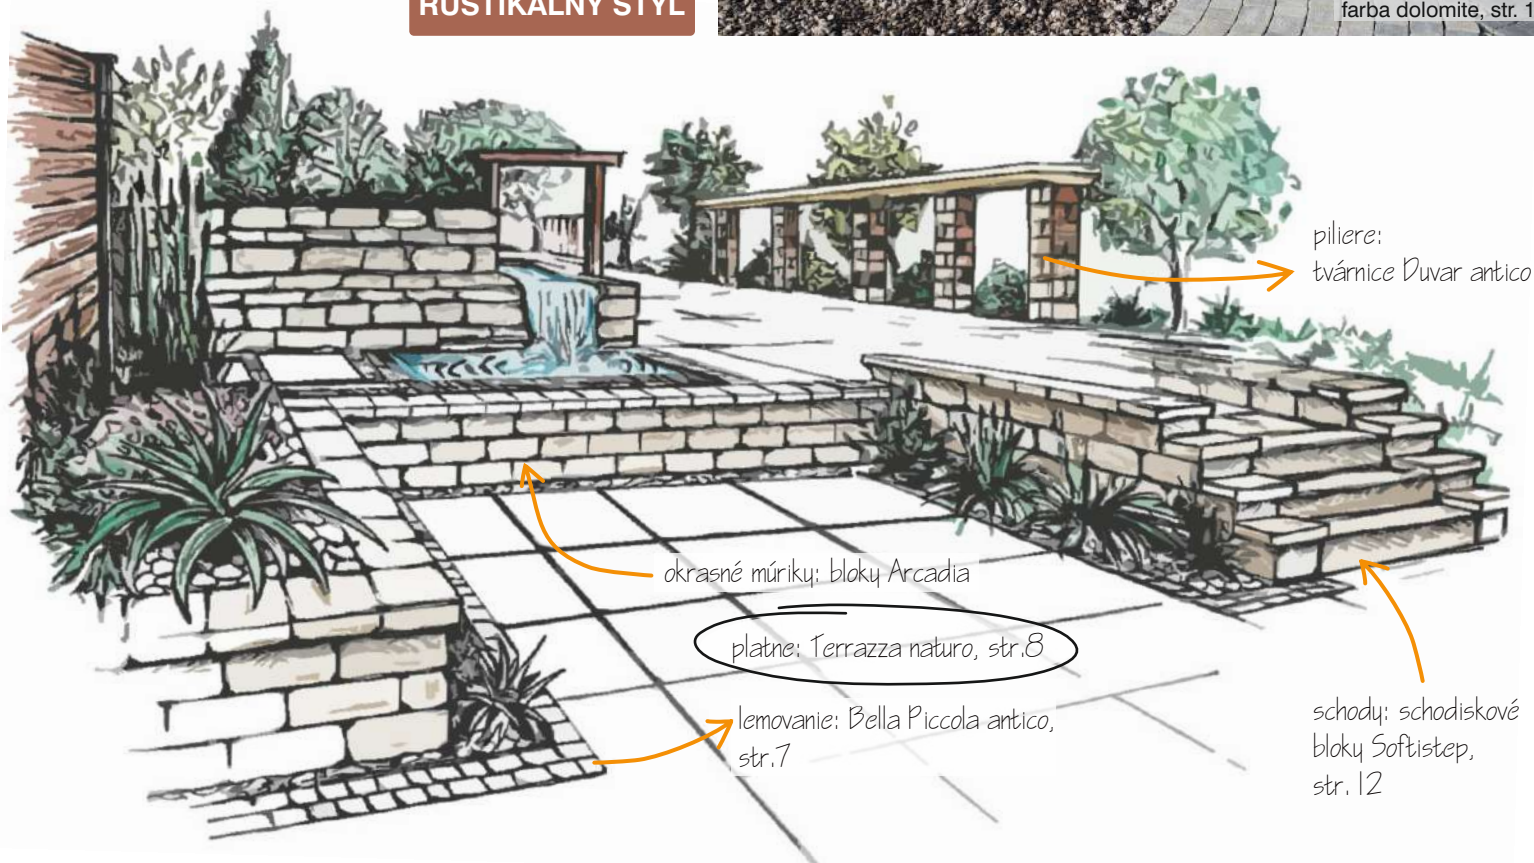 RUSTIKÁLNY ŠTÝL
farba dolomite, str. 1
piliere:
tvárnice Duvar antico
okrasné múriky: bloky Arcadia
platne: Terrazza naturo, str.8
lemovanie: Bella Piccola antico,
str.7
schody: schodiskové
bloky Softistep,
str. 12